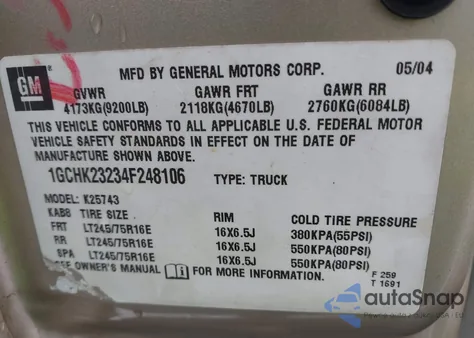 GM
MFD BY GENERAL MOTORS CORP. 05/04
GVWR GAWR FRT GAWR RR
4173KG(9200LB) 2118KG(4670LB) 2760KG(6084LB)
THIS VEHICLE CONFORMS TO ALL APPLICABLE U.S. FEDERAL MOTOR
VEHICLE SAFETY STANDARDS IN EFFECT ON THE DATE OF
MANUFACTURE SHOWN ABOVE.
1GCHK23234F248106 TYPE: TRUCK
MODEL: K25743
TIRE SIZE RIM COLD TIRE PRESSURE
FRT LT245/75R16E 16X6.5J 380KPA(55PSI)
RR LT245/75R16E 16X6.5J 550KPA(80PSI)
SPA LT245/75R16E 16X6.5J 550KPA(80PSI)
SEE OWNER'S MANUAL FOR MORE INFORMATION.
F 259
T 1691
autoSnap